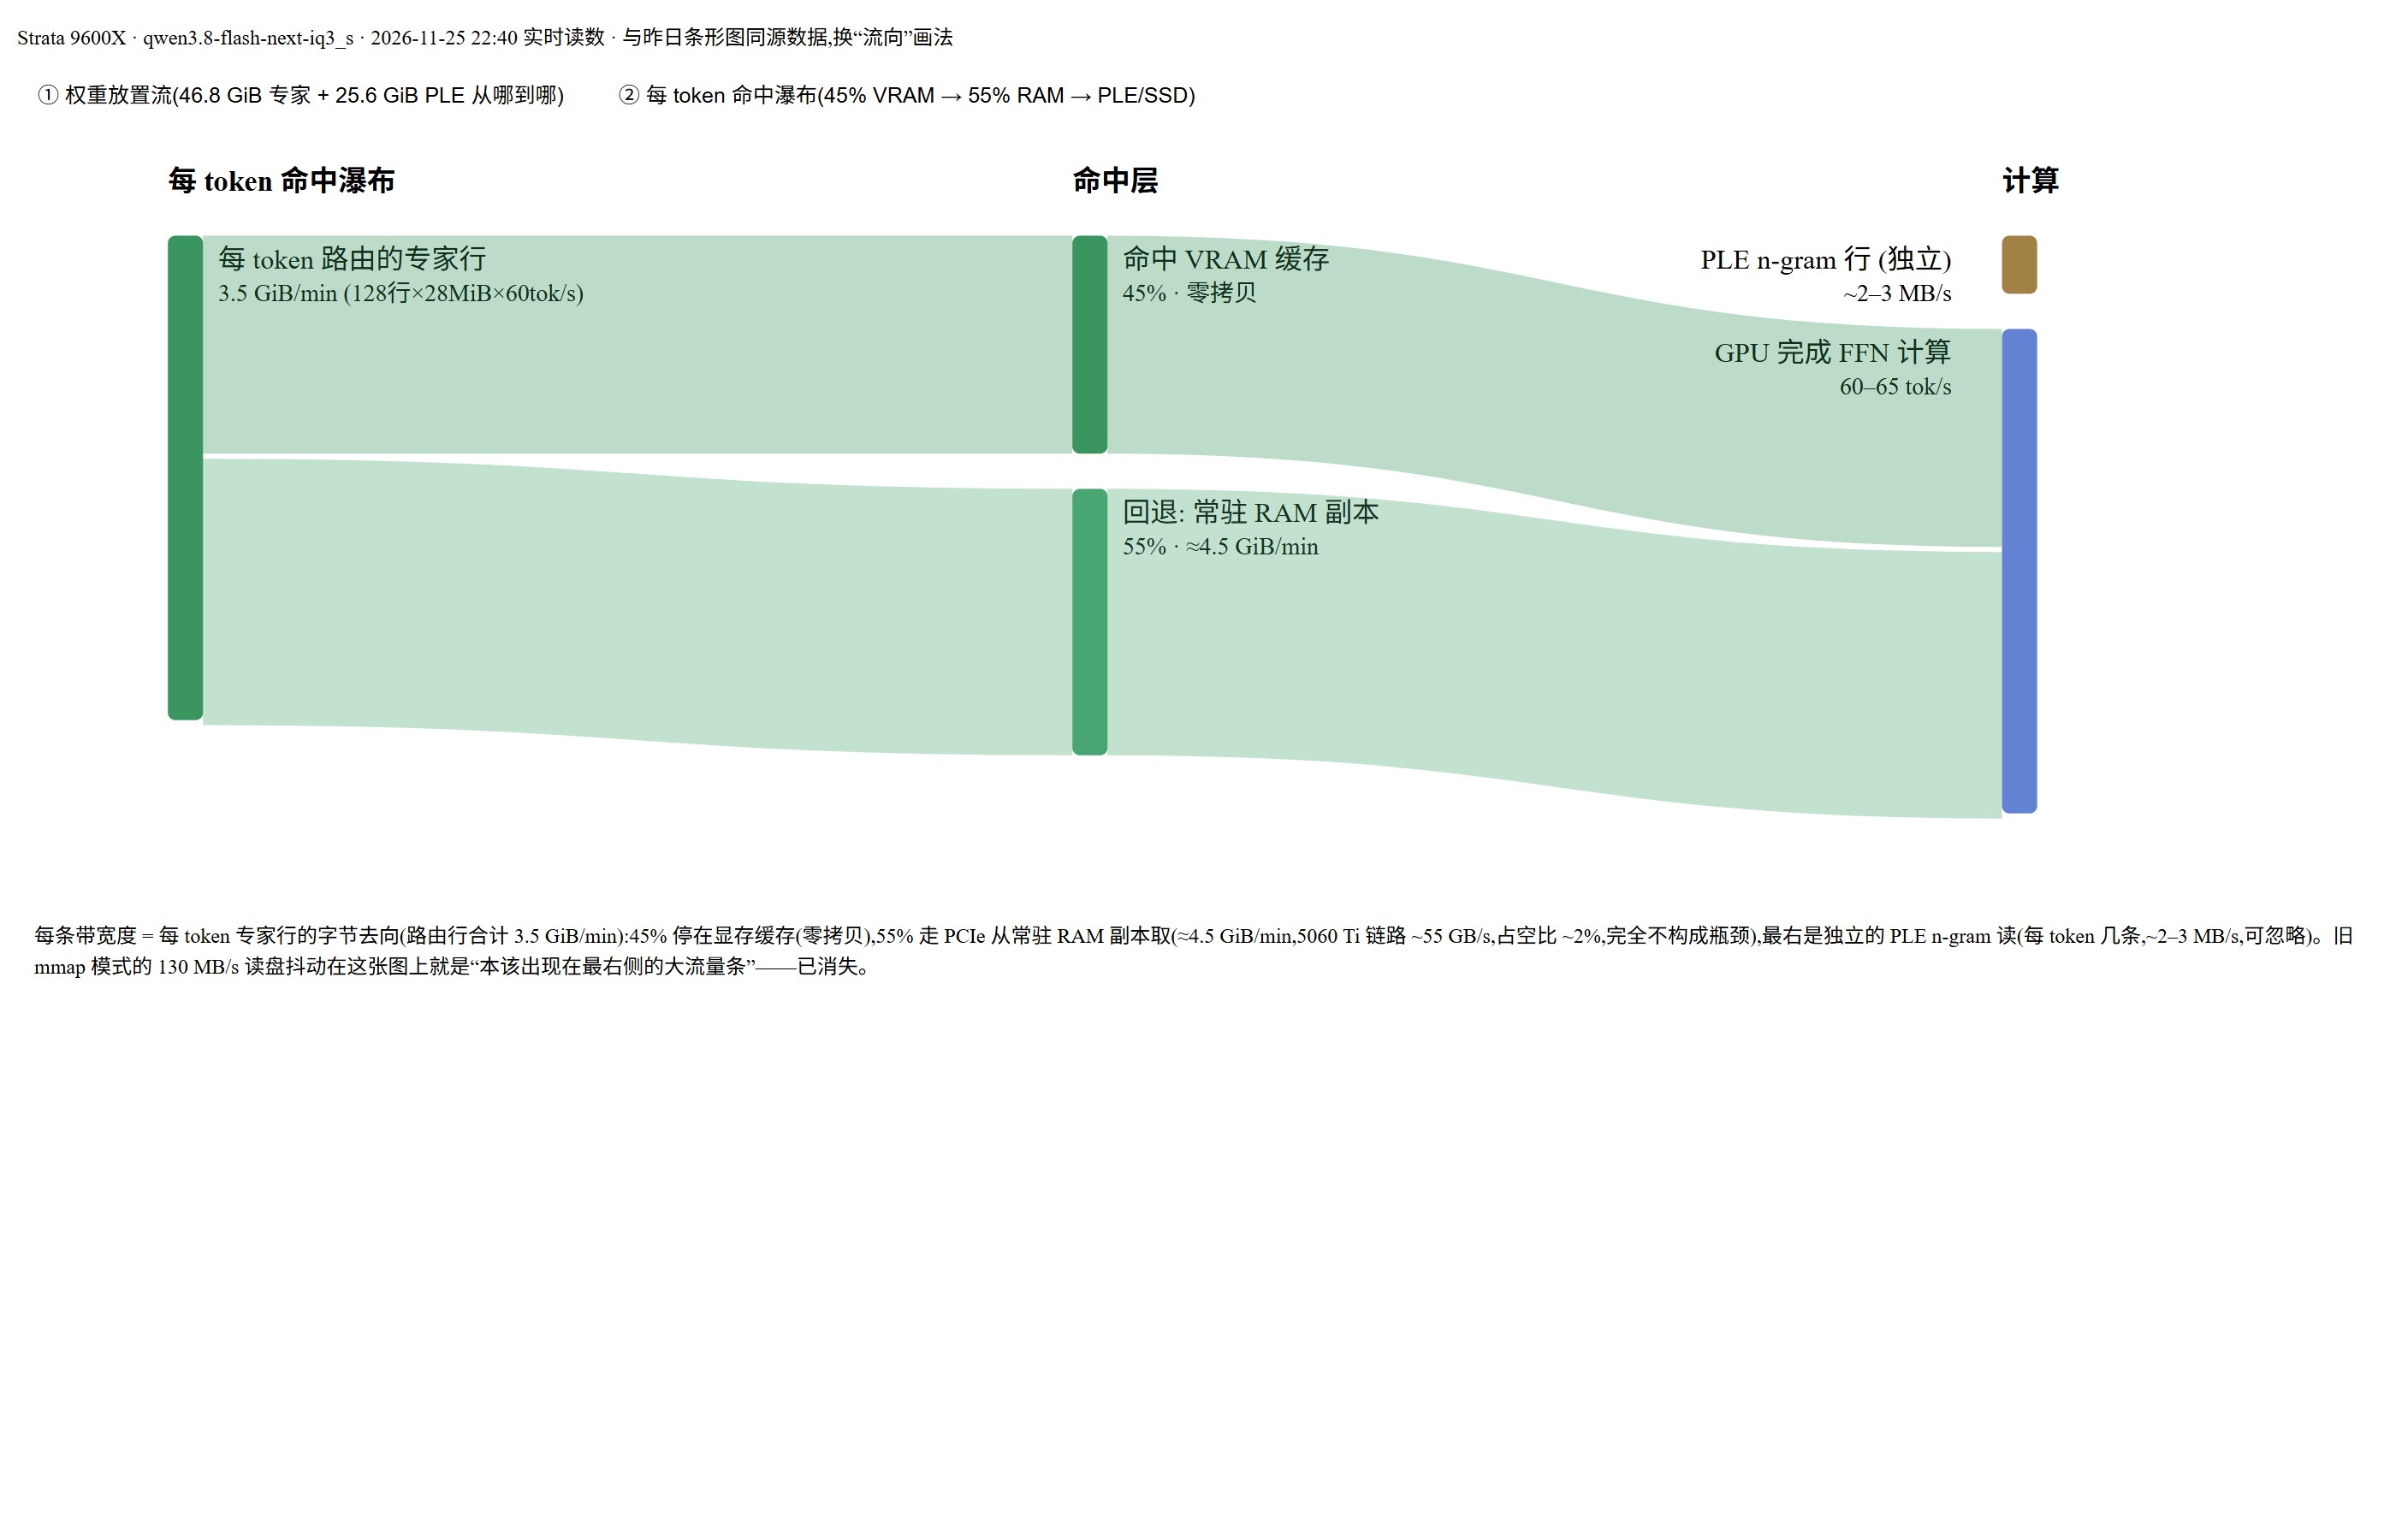 Strata 9600X · qwen3.8-flash-next-iq3_s · 2026-11-25 22:40 实时读数 · 与昨日条形图同源数据,换“流向”画法
① 权重放置流(46.8 GiB 专家 + 25.6 GiB PLE 从哪到哪)
② 每 token 命中瀑布(45% VRAM → 55% RAM → PLE/SSD)
每 token 命中瀑布
命中层
计算
每 token 路由的专家行
3.5 GiB/min (128行×28MiB×60tok/s)
命中 VRAM 缓存
45% · 零拷贝
PLE n-gram 行 (独立)
~2–3 MB/s
GPU 完成 FFN 计算
60–65 tok/s
回退: 常驻 RAM 副本
55% · ≈4.5 GiB/min
每条带宽度 = 每 token 专家行的字节去向(路由行合计 3.5 GiB/min):45% 停在显存缓存(零拷贝),55% 走 PCIe 从常驻 RAM 副本取(≈4.5 GiB/min,5060 Ti 链路 ~55 GB/s,占空比 ~2%,完全不构成瓶颈),最右是独立的 PLE n-gram 读(每 token 几条,~2–3 MB/s,可忽略)。旧
mmap 模式的 130 MB/s 读盘抖动在这张图上就是“本该出现在最右侧的大流量条”——已消失。